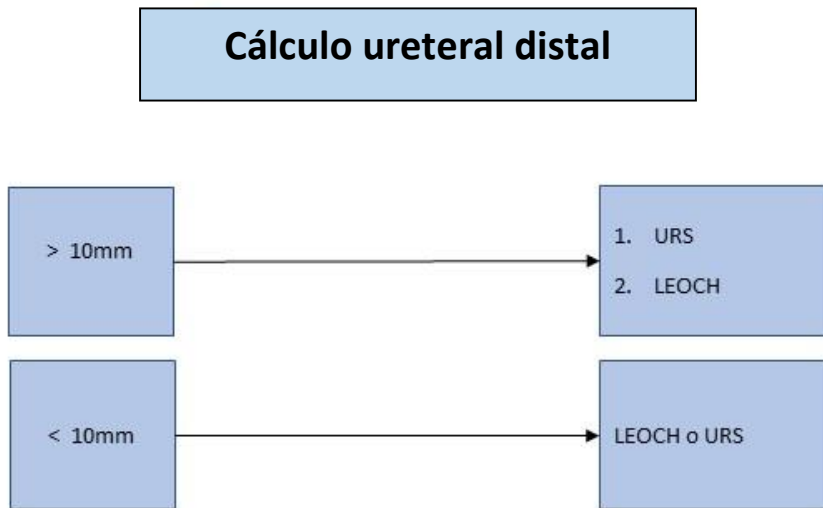 Cálculo ureteral distal
> 10mm
1. URS
2. LEOCH
< 10mm
LEOCH o URS